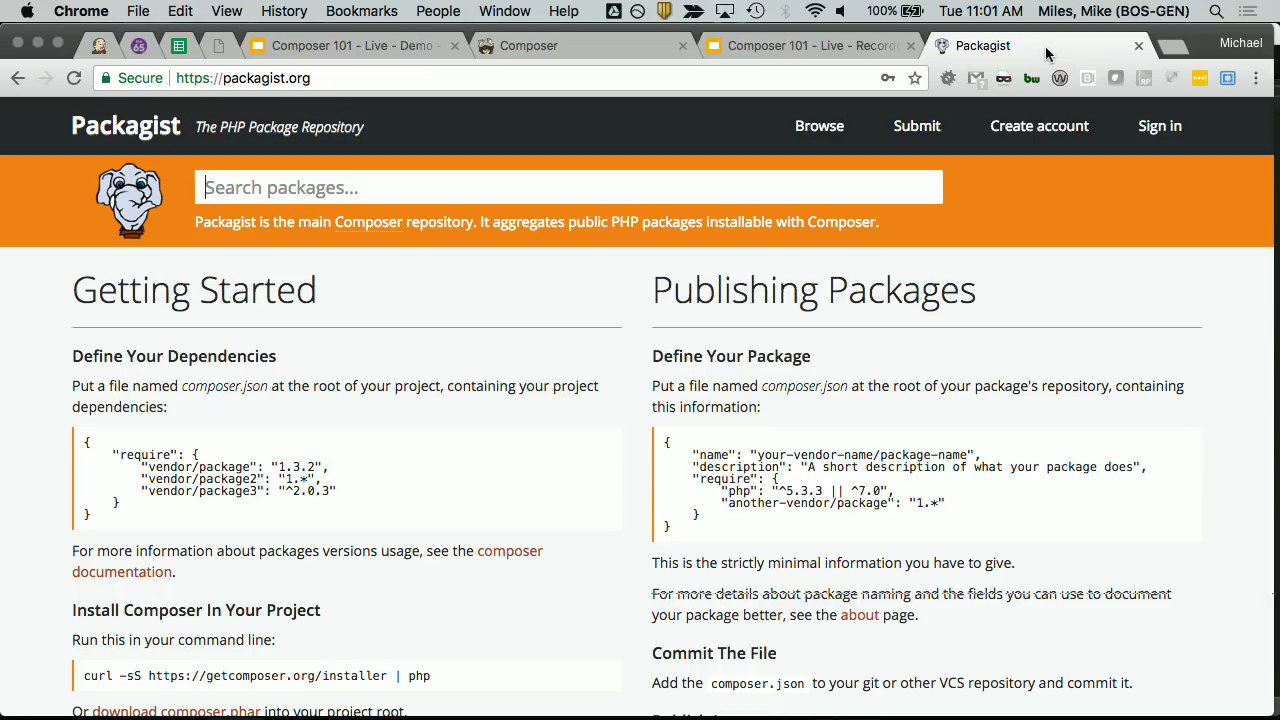 Chrome File Edit View History Bookmarks People Window Help 100% Tue 11:01 AM Miles, Mike (BOS-GEN)
65 Composer 101 - Live - Demo - Composer Composer 101 - Live - Record Packagist Michael
Secure https://packagist.org
Packagist The PHP Package Repository Browse Submit Create account Sign in
Search packages...
Packagist is the main Composer repository. It aggregates public PHP packages installable with Composer.
Getting Started
Define Your Dependencies
Put a file named composer.json at the root of your project, containing your project
dependencies:
{
"require": {
"vendor/package": "1.3.2",
"vendor/package2": "1.*",
"vendor/package3": "^2.0.3"
}
}
For more information about packages versions usage, see the composer
documentation.
Install Composer In Your Project
Run this in your command line:
curl -sS https://getcomposer.org/installer | php
Or download composer.phar into your project root.
Publishing Packages
Define Your Package
Put a file named composer.json at the root of your package's repository, containing
this information:
{
"name": "your-vendor-name/package-name",
"description": "A short description of what your package does",
"require": {
"php": "^5.3.3 || ^7.0",
"another-vendor/package": "1.*"
}
}
This is the strictly minimal information you have to give.
For more details about package naming and the fields you can use to document
your package better, see the about page.
Commit The File
Add the composer.json to your git or other VCS repository and commit it.